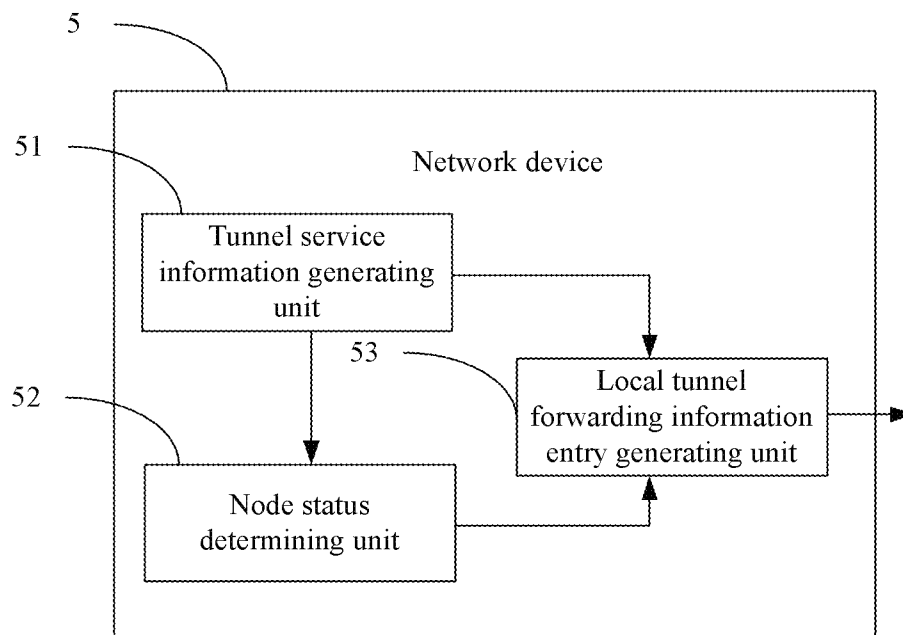 5
51
Network device
Tunnel service
information generating
unit
53
Local tunnel
forwarding information
entry generating unit
52
Node status
determining unit